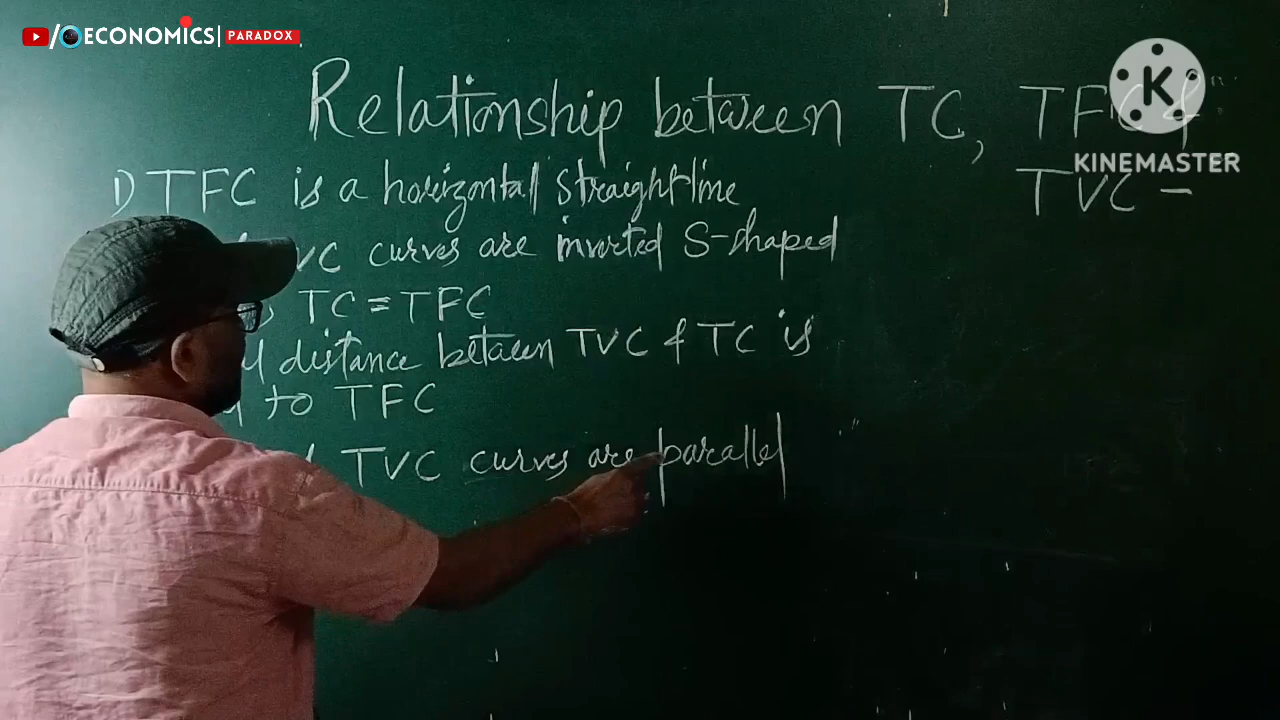 ECONOMICS| PARADOX
KINEMASTER
Relationship between TC, TFC &
TVC -
1) TFC is a horizontal straight line
VC curves are inverted S-shaped
TC = TFC
distance between TVC & TC is
to TFC
TVC curves are parallel